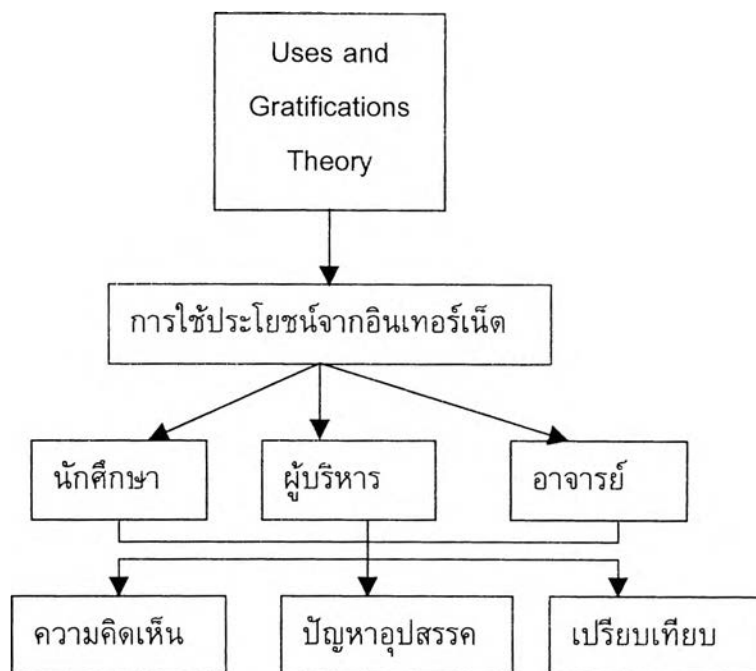 Uses and
Gratifications
Theory
การใช้ประโยชน์จากอินเทอร์เน็ต
นักศึกษา
ผู้บริหาร
อาจารย์
ความคิดเห็น
ปัญหาอุปสรรค
เปรียบเทียบ